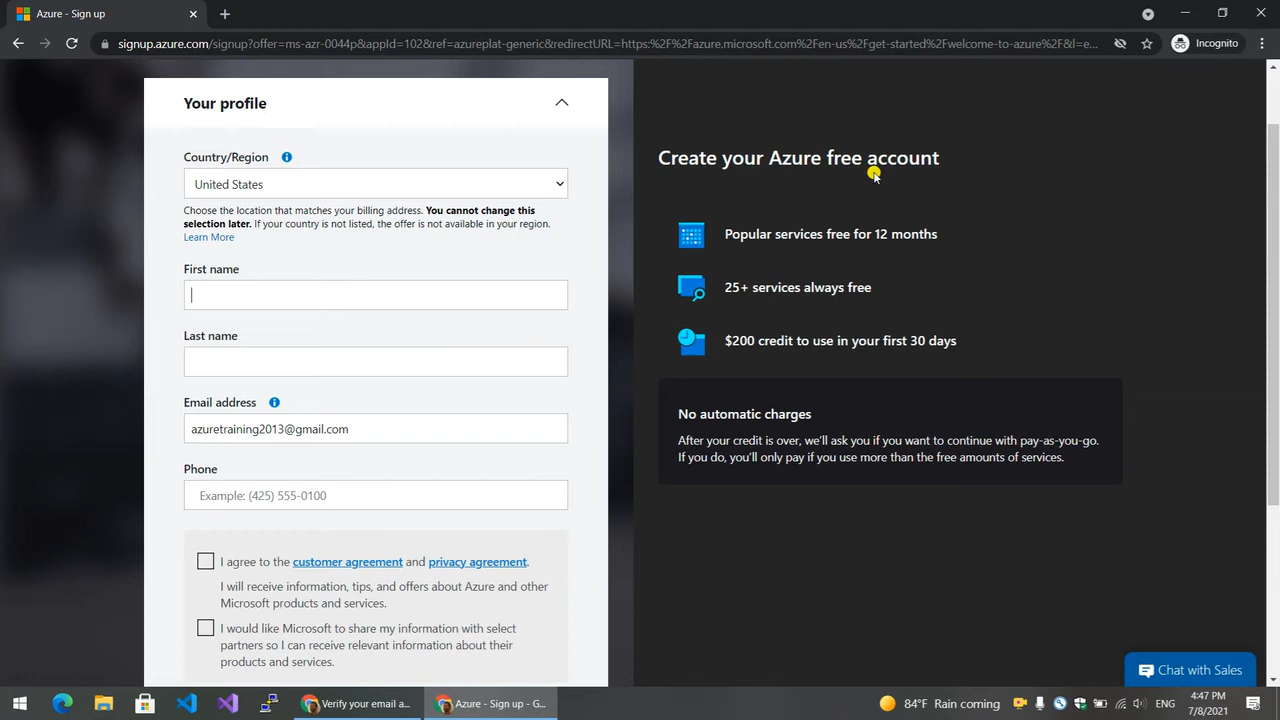 Azure - Sign up
signup.azure.com/signup?offer=ms-azr-0044p&appId=102&ref=azureplat-generic&redirectURL=https:%2F%2Fazure.microsoft.com%2Fen-us%2Fget-started%2Fwelcome-to-azure%2F&l=e...
Incognito
Your profile
Country/Region
United States
Choose the location that matches your billing address. You cannot change this
selection later. If your country is not listed, the offer is not available in your region.
Learn More
First name
Last name
Email address
azuretraining2013@gmail.com
Phone
Example: (425) 555-0100
I agree to the customer agreement and privacy agreement.
I will receive information, tips, and offers about Azure and other
Microsoft products and services.
I would like Microsoft to share my information with select
partners so I can receive relevant information about their
products and services.
Create your Azure free account
Popular services free for 12 months
25+ services always free
$200 credit to use in your first 30 days
No automatic charges
After your credit is over, we'll ask you if you want to continue with pay-as-you-go.
If you do, you'll only pay if you use more than the free amounts of services.
Chat with Sales
Verify your email a...
Azure - Sign up - G...
84°F Rain coming
4:47 PM
7/8/2021